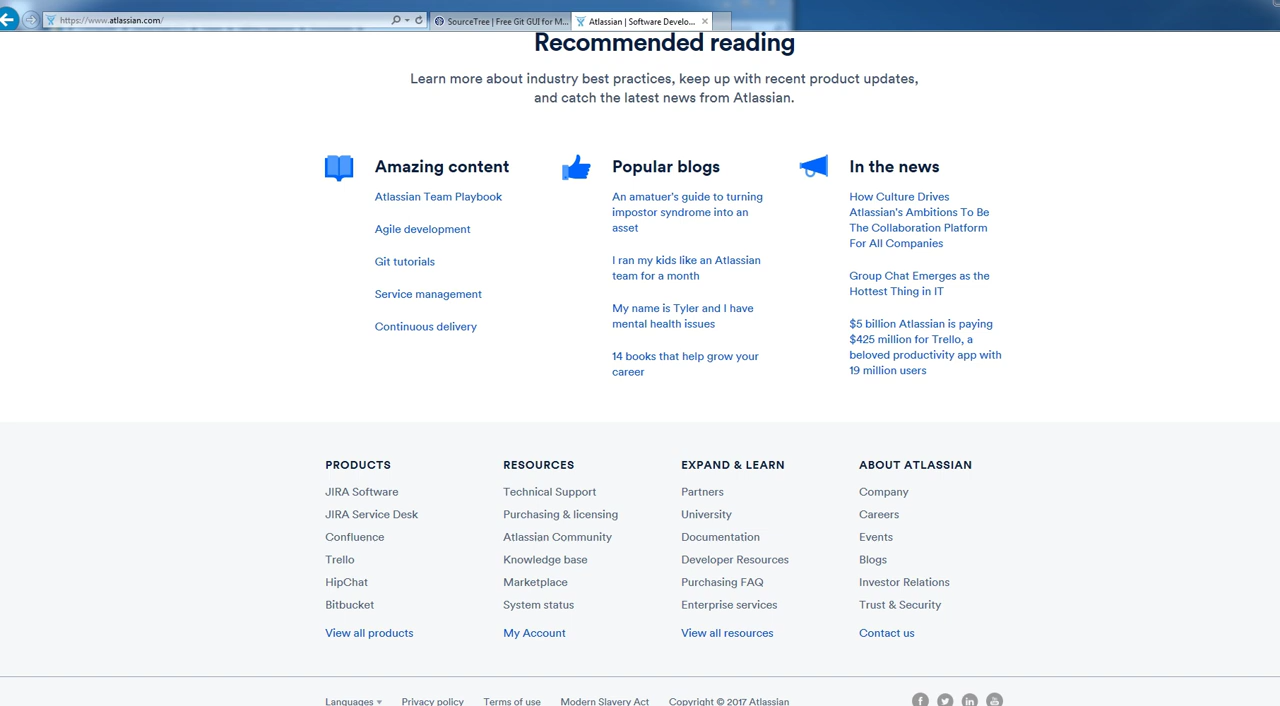 https://www.atlassian.com/
SourceTree | Free Git GUI for M...
Atlassian | Software Develo...
Recommended reading
Learn more about industry best practices, keep up with recent product updates,
and catch the latest news from Atlassian.
Amazing content
Atlassian Team Playbook
Agile development
Git tutorials
Service management
Continuous delivery
Popular blogs
An amatuer's guide to turning
impostor syndrome into an
asset
I ran my kids like an Atlassian
team for a month
My name is Tyler and I have
mental health issues
14 books that help grow your
career
In the news
How Culture Drives
Atlassian's Ambitions To Be
The Collaboration Platform
For All Companies
Group Chat Emerges as the
Hottest Thing in IT
$5 billion Atlassian is paying
$425 million for Trello, a
beloved productivity app with
19 million users
PRODUCTS
JIRA Software
JIRA Service Desk
Confluence
Trello
HipChat
Bitbucket
View all products
RESOURCES
Technical Support
Purchasing & licensing
Atlassian Community
Knowledge base
Marketplace
System status
My Account
EXPAND & LEARN
Partners
University
Documentation
Developer Resources
Purchasing FAQ
Enterprise services
View all resources
ABOUT ATLASSIAN
Company
Careers
Events
Blogs
Investor Relations
Trust & Security
Contact us
Languages
Privacy policy
Terms of use
Modern Slavery Act
Copyright © 2017 Atlassian